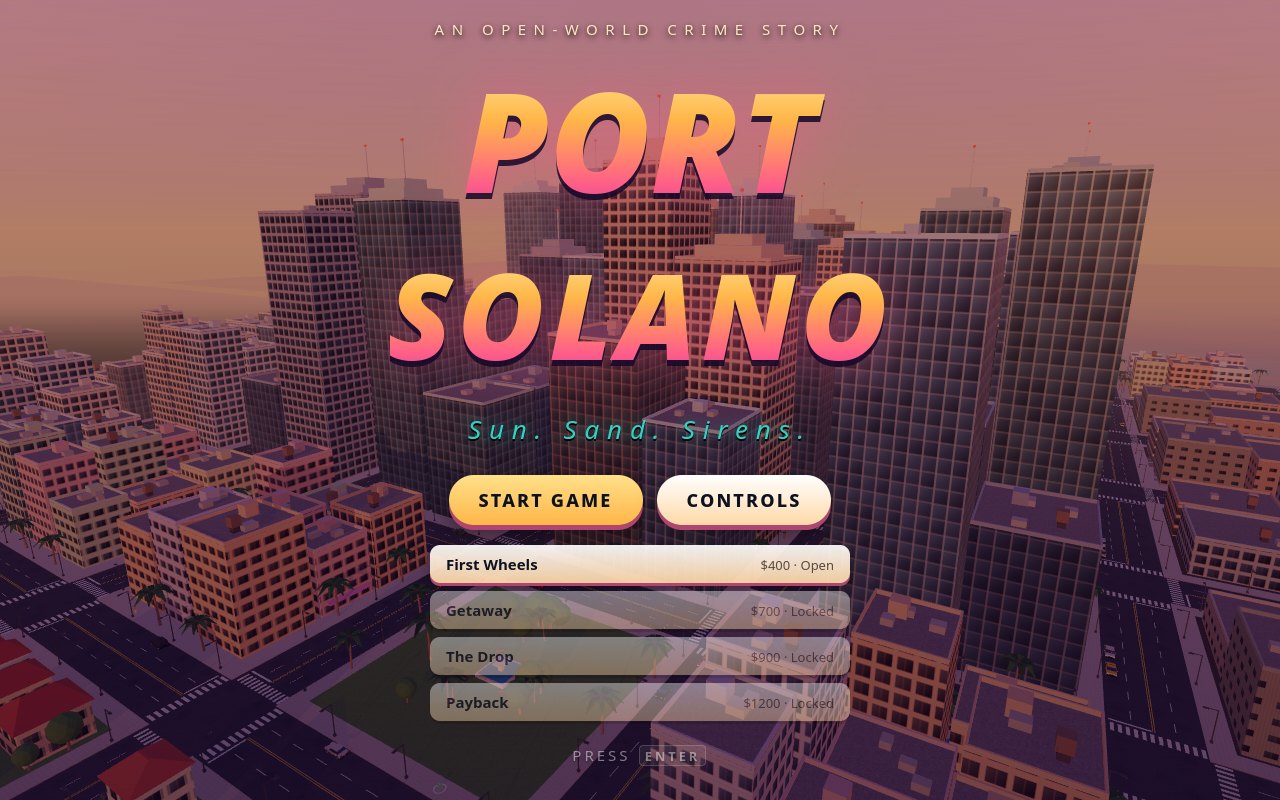 AN OPEN-WORLD CRIME STORY
PORT
SOLANO
Sun. Sand. Sirens.
START GAME CONTROLS
First Wheels $400 · Open
Getaway $700 · Locked
The Drop $900 · Locked
Payback $1200 · Locked
PRESS ENTER